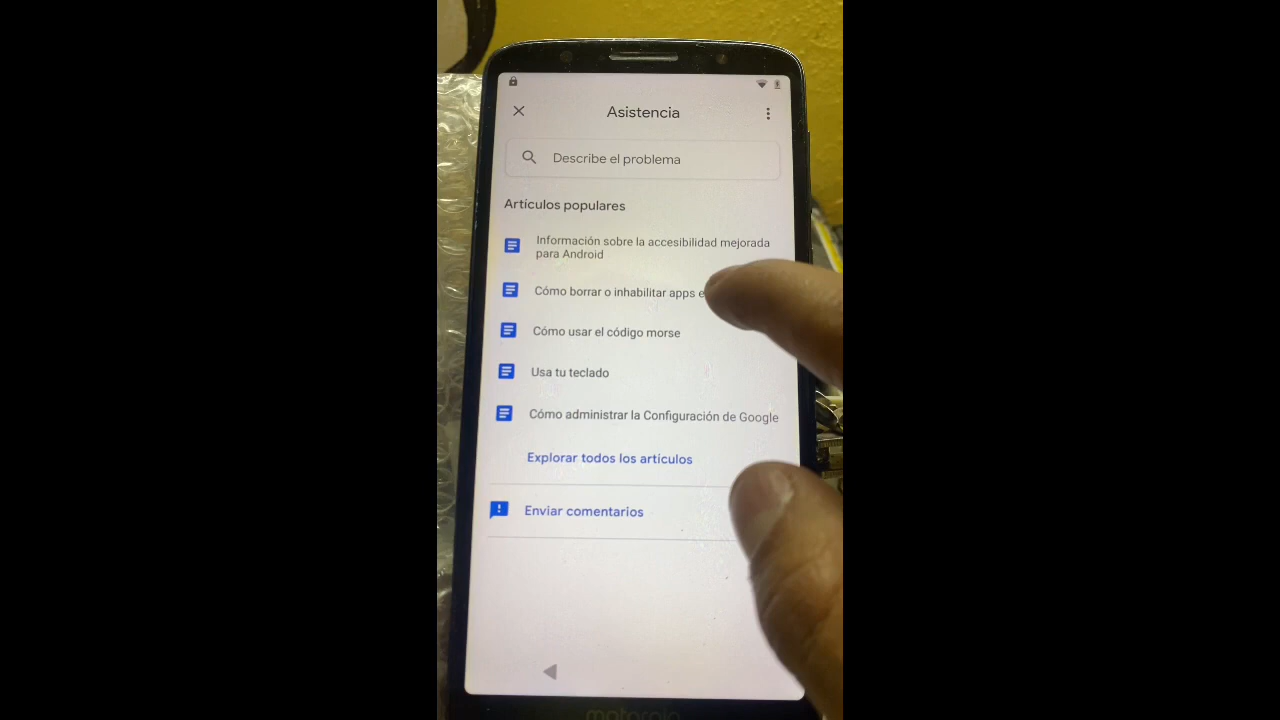 Asistencia
Describe el problema
Artículos populares
Información sobre la accesibilidad mejorada
para Android
Cómo borrar o inhabilitar apps e
Cómo usar el código morse
Usa tu teclado
Cómo administrar la Configuración de Google
Explorar todos los artículos
Enviar comentarios
motorola